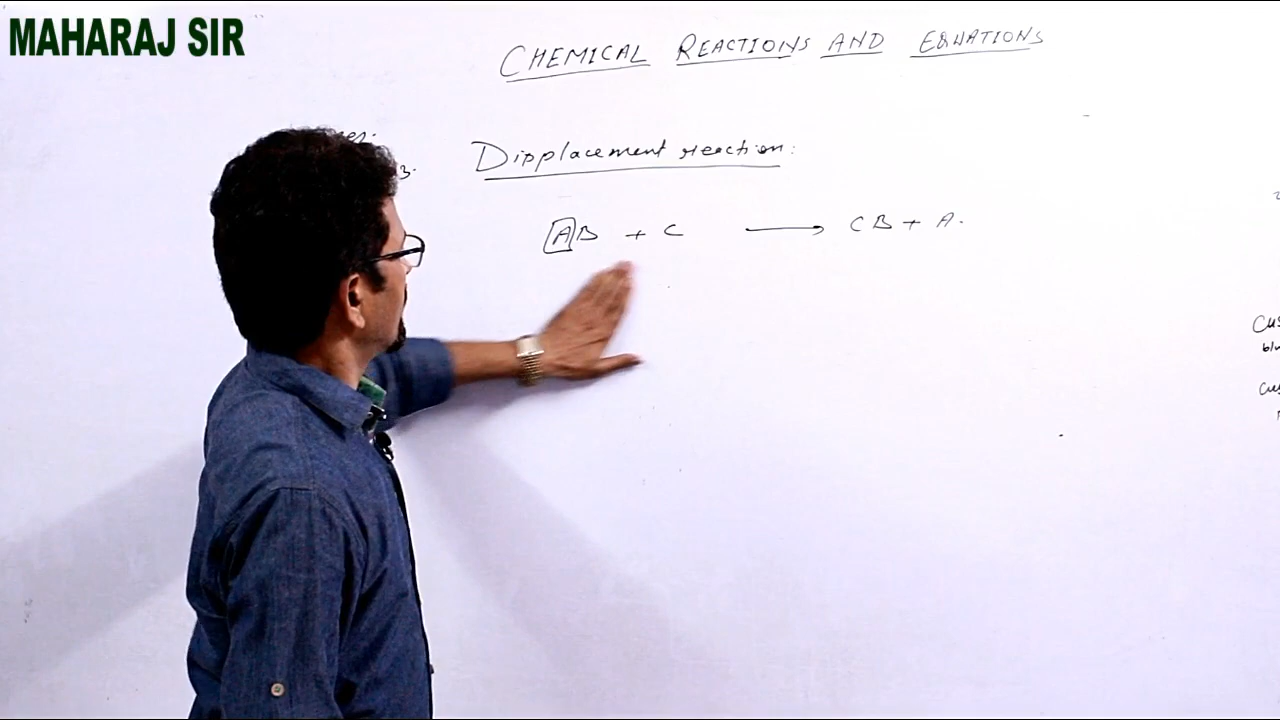 MAHARAJ SIR
CHEMICAL REACTIONS AND EQUATIONS
Dipplacement reaction:
AB + C ⟶ CB + A.